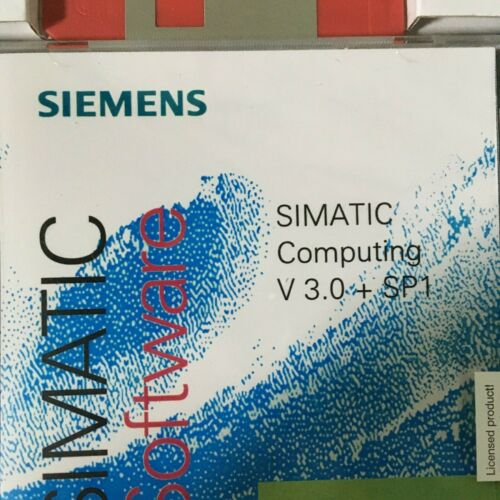 SIEMENS
SIMATIC
Computing
V 3.0 + SP1
SIMATIC
Software
Licensed product!